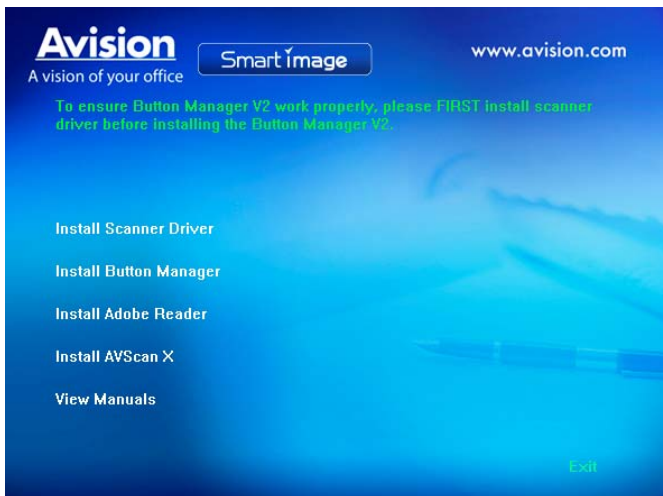 Avision
A vision of your office
Smart image
www.avision.com
To ensure Button Manager V2 work properly, please FIRST install scanner
driver before installing the Button Manager V2.
Install Scanner Driver
Install Button Manager
Install Adobe Reader
Install AVScan X
View Manuals
Exit